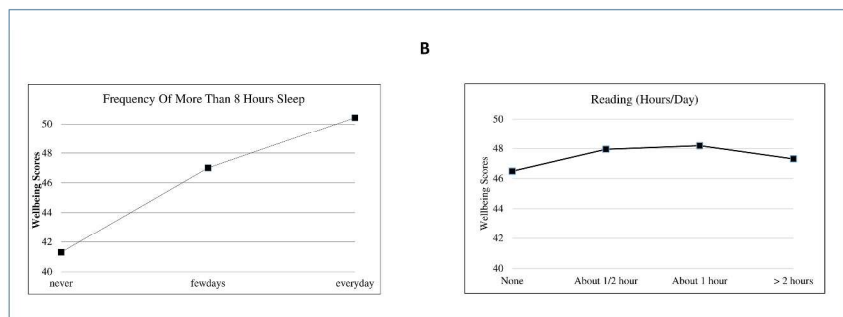 B
Frequency Of More Than 8 Hours Sleep
Wellbeing Scores
50
48
46
44
42
40
never fewdays everyday
Reading (Hours/Day)
Wellbeing Scores
50
48
46
44
42
40
None About 1/2 hour About 1 hour > 2 hours